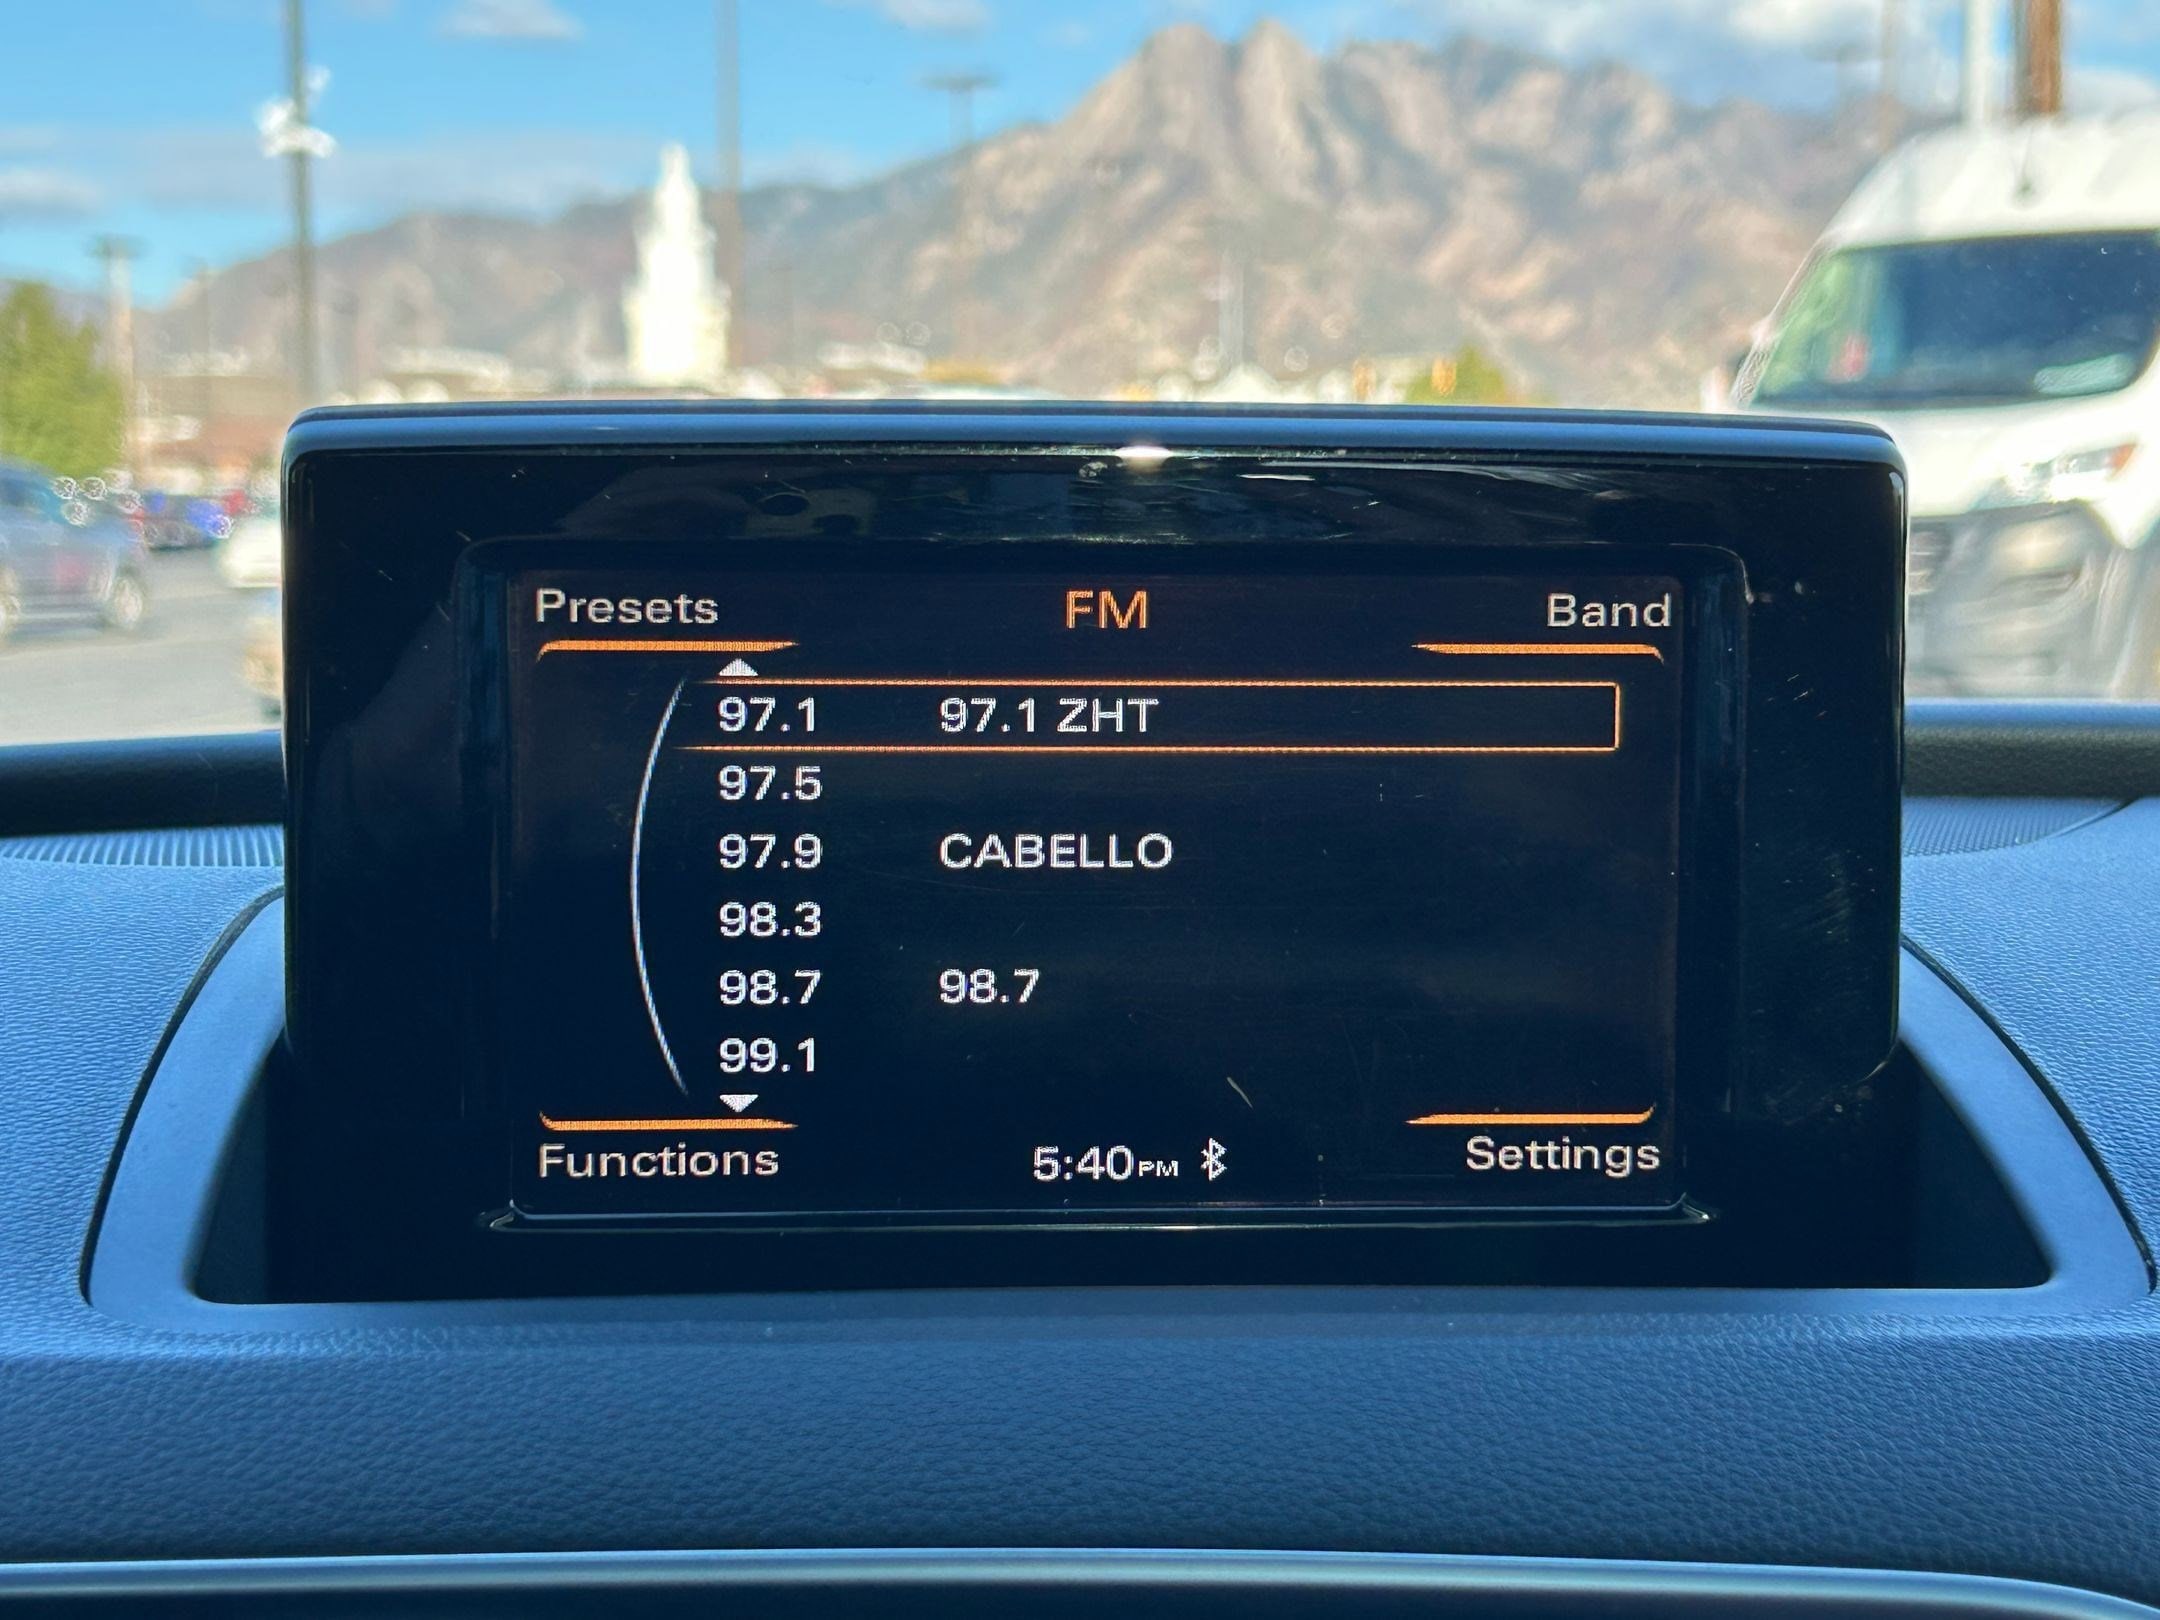 Presets FM Band
97.1 97.1 ZHT
97.5
97.9 CABELLO
98.3
98.7 98.7
99.1
Functions 5:40PM Settings